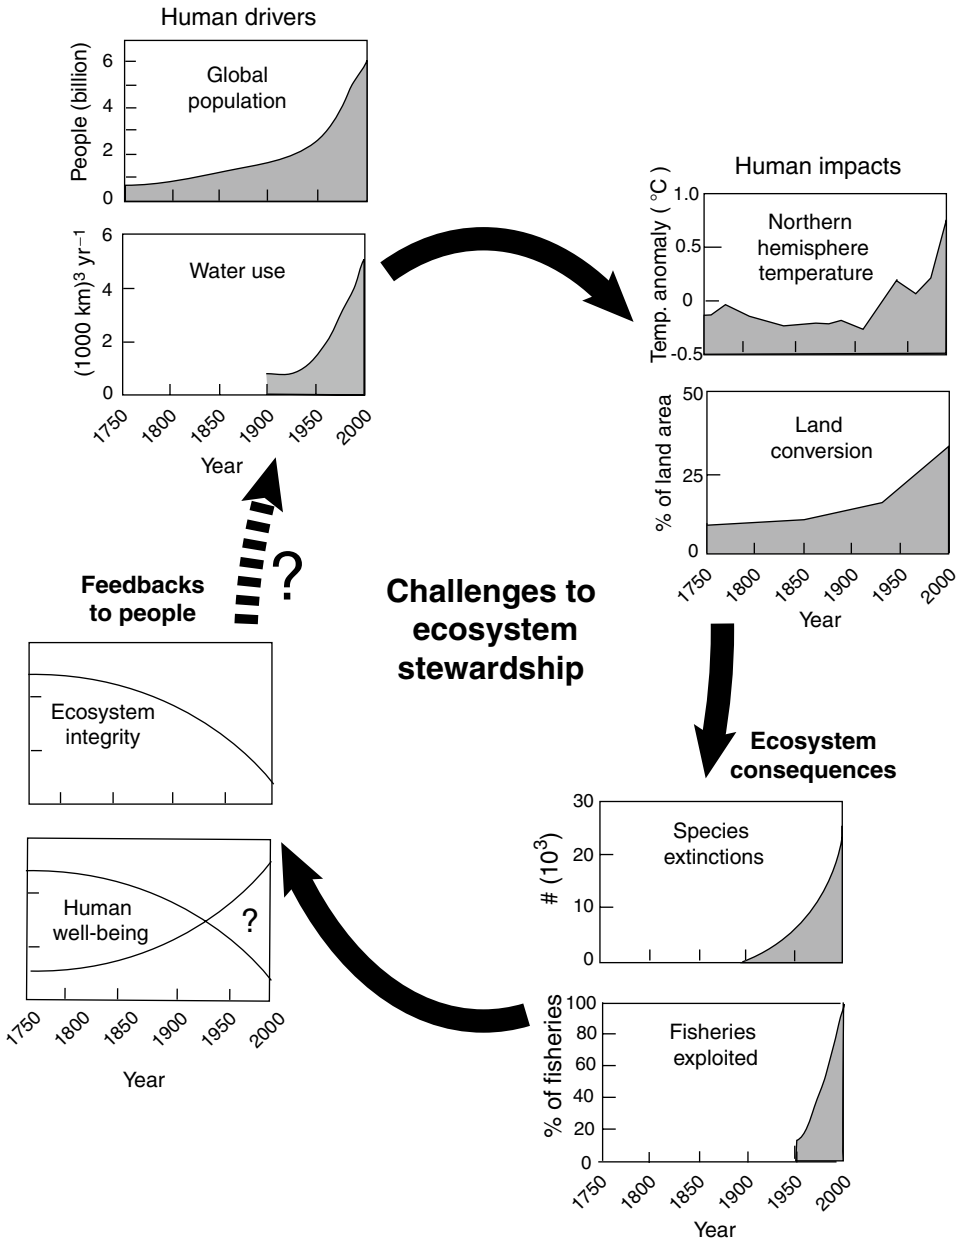 Human drivers
People (billion)
6
4
2
0
Global
population
(1000 km)³ yr⁻¹
6
4
2
0
Water use
1750
1800
1850
1900
1950
2000
Year
Human impacts
Temp. anomaly ( °C)
1.0
0.5
0
-0.5
Northern
hemisphere
temperature
% of land area
50
25
0
Land
conversion
1750
1800
1850
1900
1950
2000
Year
?
Feedbacks
to people
Challenges to
ecosystem
stewardship
Ecosystem
integrity
Human
well-being
?
1750
1800
1850
1900
1950
2000
Year
Ecosystem
consequences
# (10³)
30
20
10
0
Species
extinctions
% of fisheries
100
80
60
40
20
0
Fisheries
exploited
1750
1800
1850
1900
1950
2000
Year